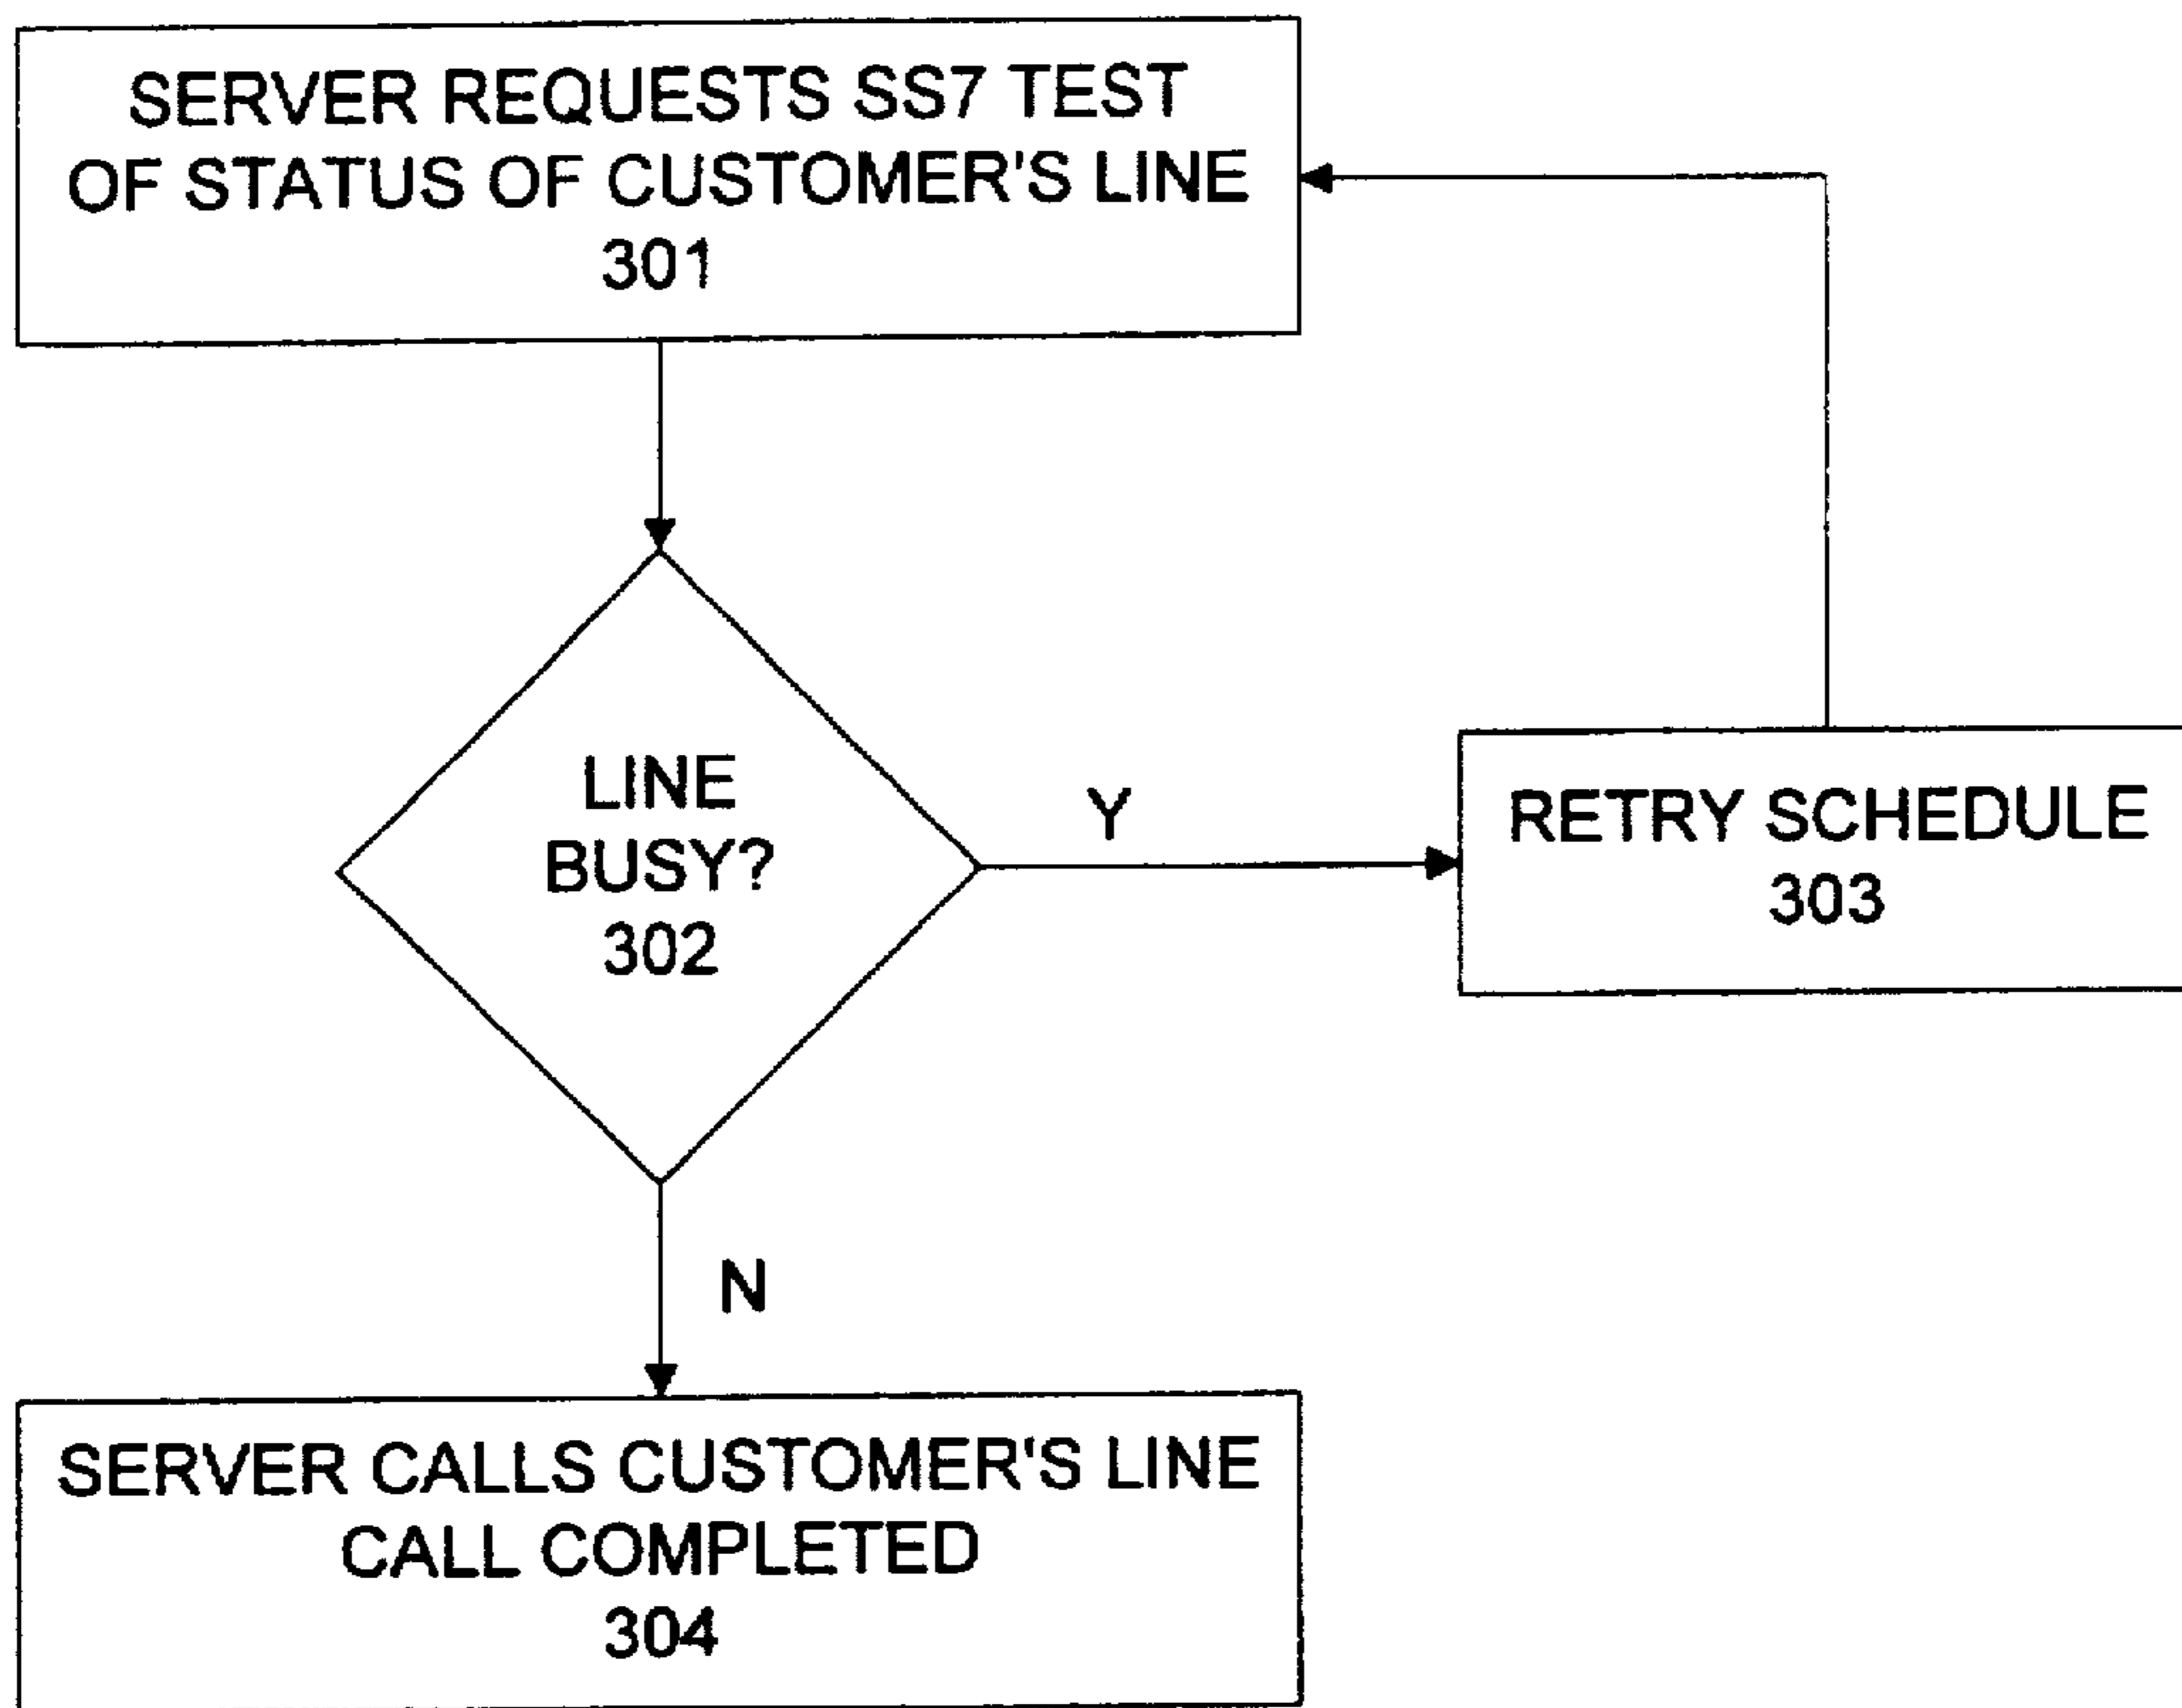 SERVER REQUESTS SS7 TEST
OF STATUS OF CUSTOMER'S LINE
301
LINE
BUSY?
302
Y
RETRY SCHEDULE
303
N
SERVER CALLS CUSTOMER'S LINE
CALL COMPLETED
304